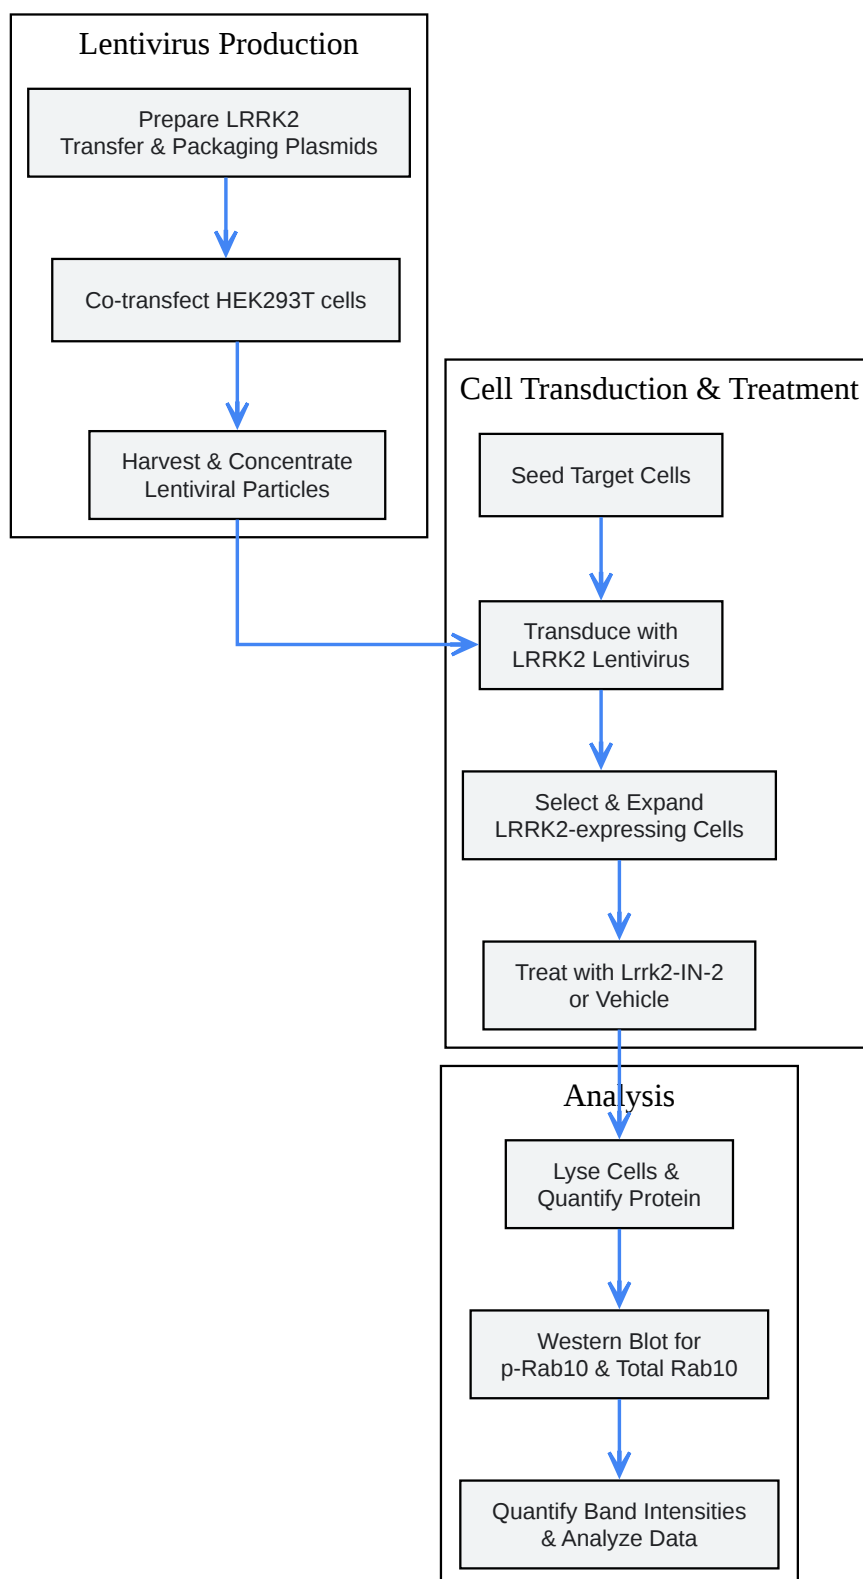 Lentivirus Production
Prepare LRRK2
Transfer & Packaging Plasmids
Co-transfect HEK293T cells
Harvest & Concentrate
Lentiviral Particles
Cell Transduction & Treatment
Seed Target Cells
Transduce with
LRRK2 Lentivirus
Select & Expand
LRRK2-expressing Cells
Treat with Lrrk2-IN-2
or Vehicle
Analysis
Lyse Cells &
Quantify Protein
Western Blot for
p-Rab10 & Total Rab10
Quantify Band Intensities
& Analyze Data